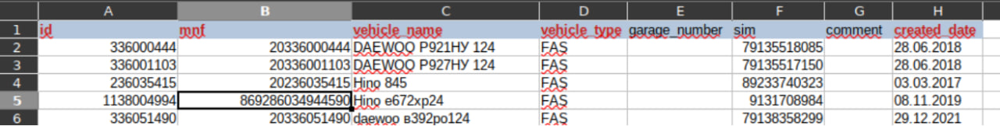 A B C D E F G H
1 id mnf vehicle_name vehicle_type garage_number sim comment created_date
2 336000444 20336000444 DAEWOO Р921НУ 124 FAS 79135518085 28.06.2018
3 336001103 20336001103 DAEWOO Р927НУ 124 FAS 79135517150 28.06.2018
4 236035415 20236035415 Hino 845 FAS 89233740323 03.03.2017
5 1138004994 869286034944590 Hino е672хр24 FAS 9131708984 08.11.2019
6 336051490 20336051490 daewoo в392ро124 FAS 79138358299 29.12.2021